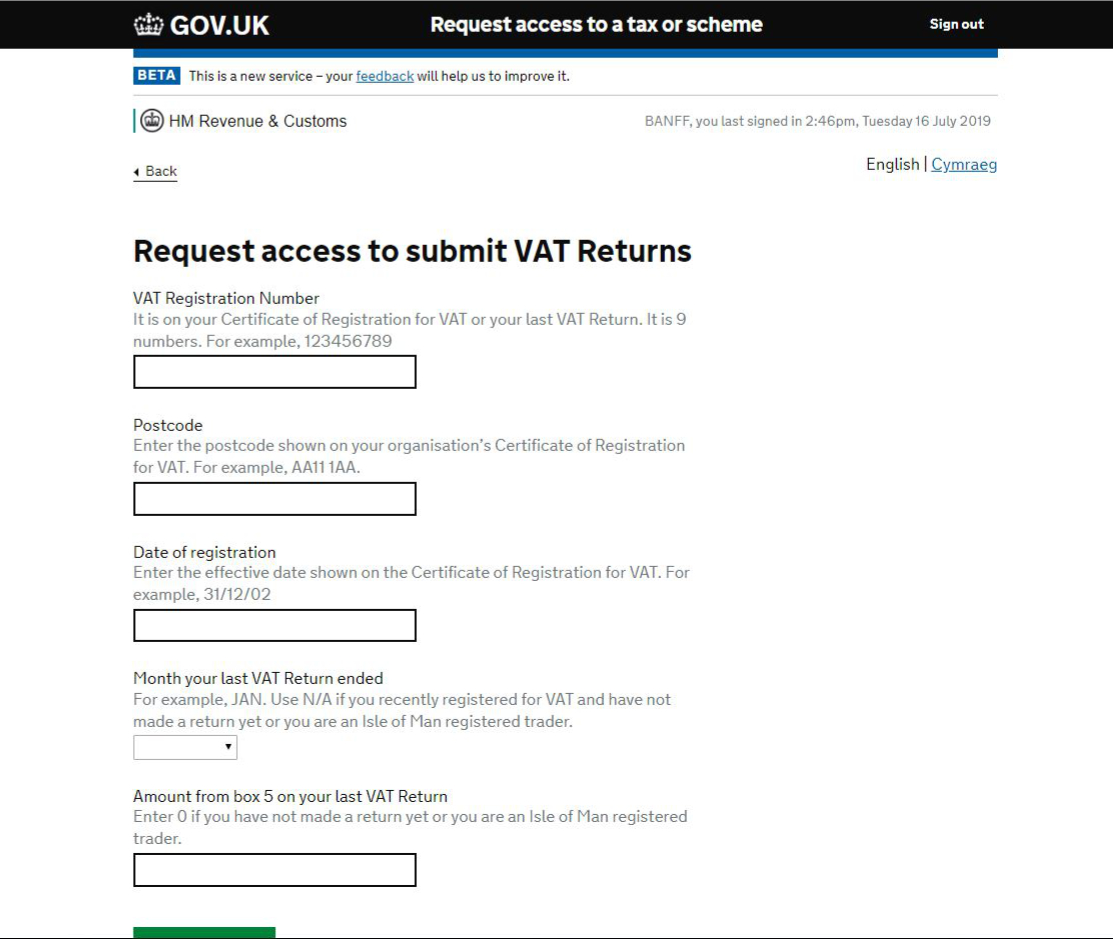 GOV.UK
Request access to a tax or scheme
Sign out
BETA This is a new service – your feedback will help us to improve it.
HM Revenue & Customs
BANFF, you last signed in 2:46pm, Tuesday 16 July 2019
Back
English | Cymraeg
Request access to submit VAT Returns
VAT Registration Number
It is on your Certificate of Registration for VAT or your last VAT Return. It is 9
numbers. For example, 123456789
Postcode
Enter the postcode shown on your organisation's Certificate of Registration
for VAT. For example, AA11 1AA.
Date of registration
Enter the effective date shown on the Certificate of Registration for VAT. For
example, 31/12/02
Month your last VAT Return ended
For example, JAN. Use N/A if you recently registered for VAT and have not
made a return yet or you are an Isle of Man registered trader.
Amount from box 5 on your last VAT Return
Enter 0 if you have not made a return yet or you are an Isle of Man registered
trader.